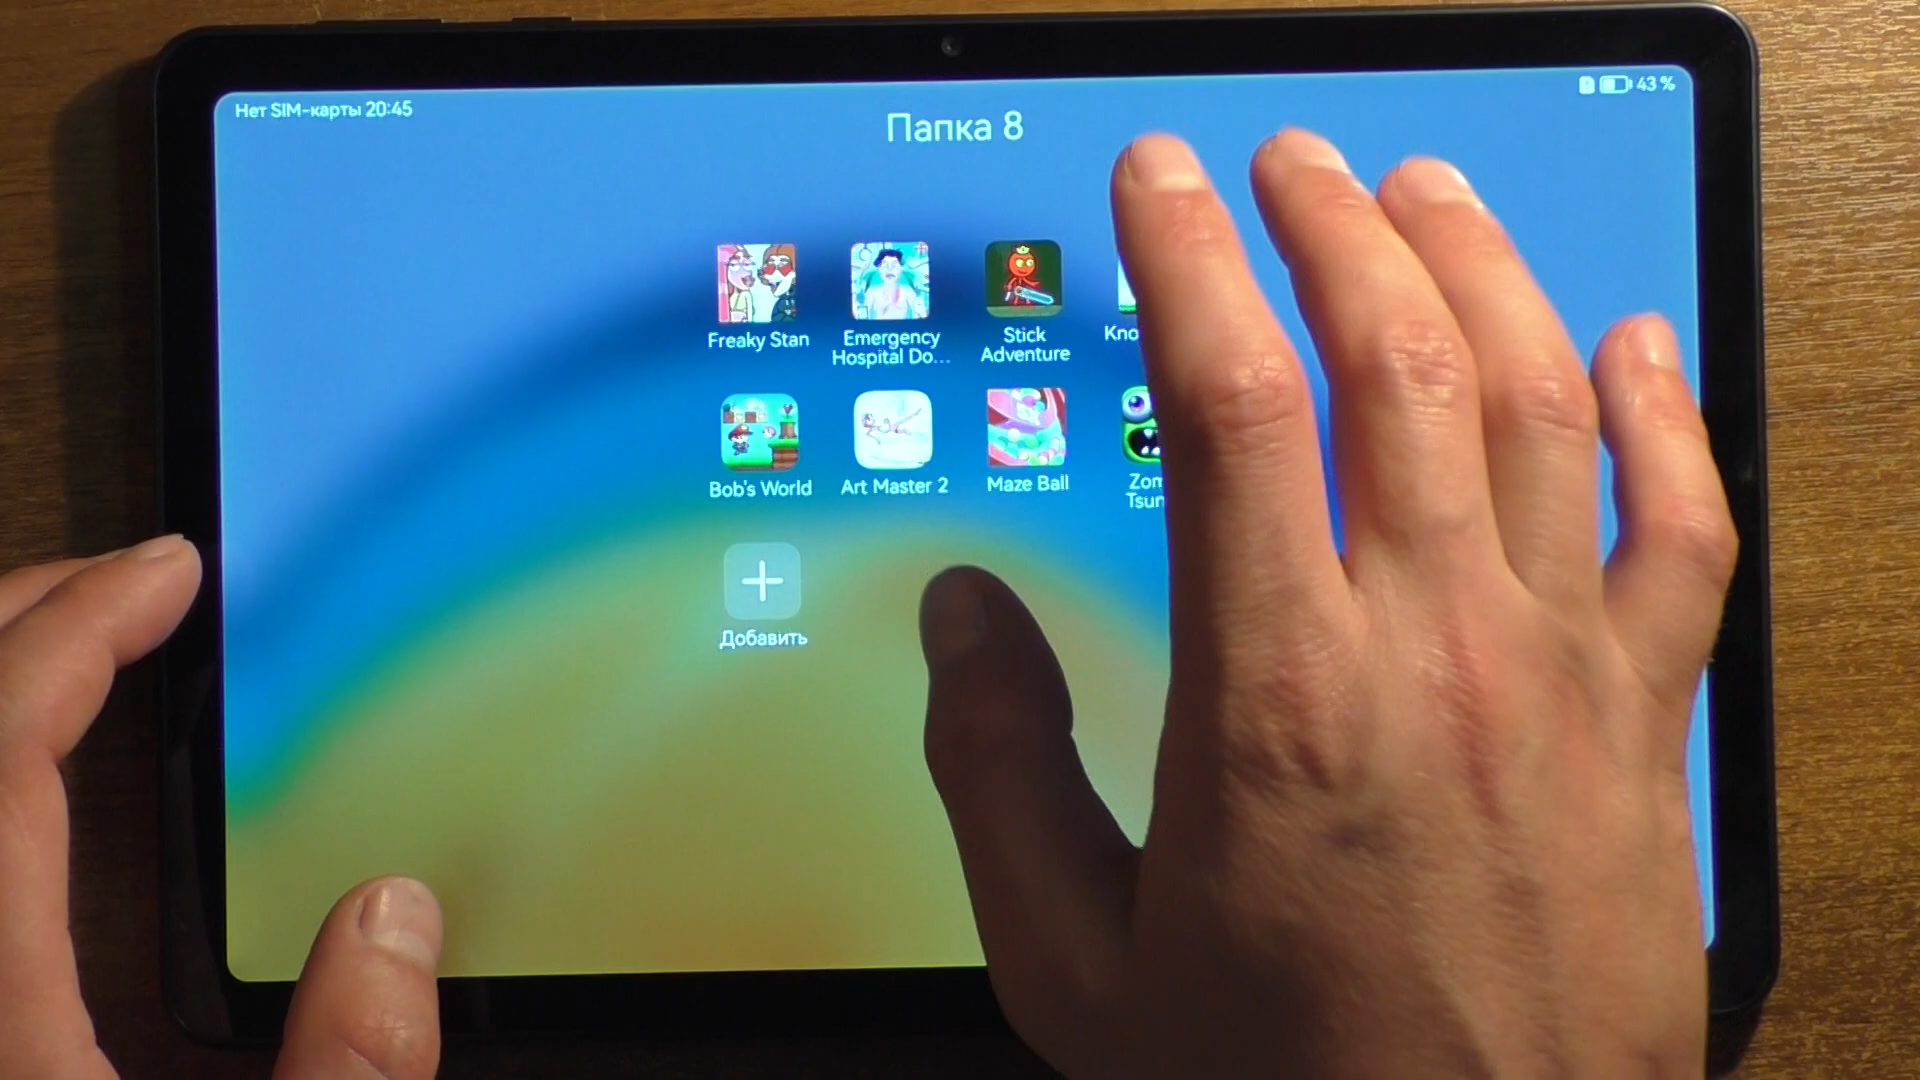 Нет SIM-карты 20:45
43 %
Папка 8
Freaky Stan
Emergency
Hospital Do...
Stick
Adventure
Bob's World
Art Master 2
Maze Ball
Добавить